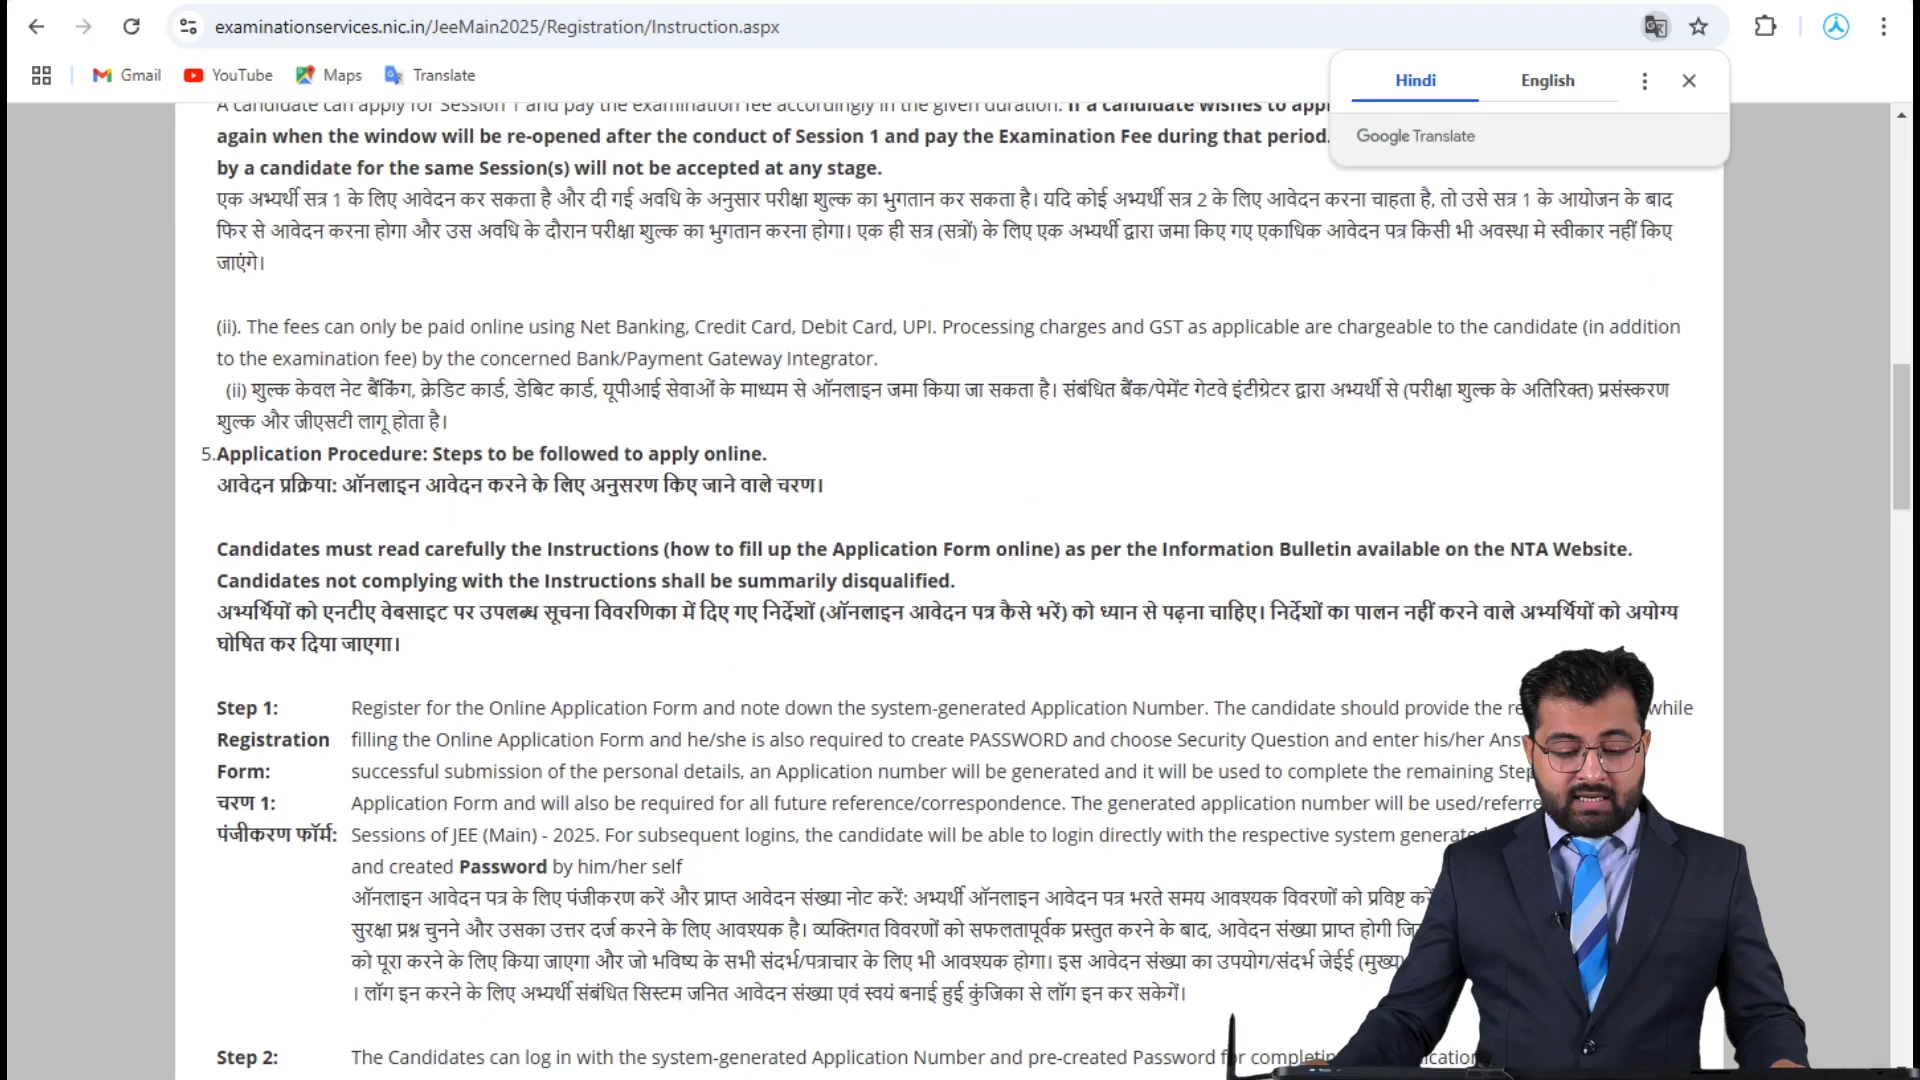 examinationservices.nic.in/JeeMain2025/Registration/Instruction.aspx
Gmail YouTube Maps Translate
Hindi English
Google Translate
A candidate can apply for Session 1 and pay the examination fee accordingly in the given duration. If a candidate wishes to
again when the window will be re-opened after the conduct of Session 1 and pay the Examination Fee during that period.
by a candidate for the same Session(s) will not be accepted at any stage.
एक अभ्यर्थी सत्र 1 के लिए आवेदन कर सकता है और दी गई अवधि के अनुसार परीक्षा शुल्क का भुगतान कर सकता है। यदि कोई अभ्यर्थी सत्र 2 के लिए आवेदन करना चाहता है, तो उसे सत्र 1 के आयोजन के बाद
फिर से आवेदन करना होगा और उस अवधि के दौरान परीक्षा शुल्क का भुगतान करना होगा। एक ही सत्र (सत्रों) के लिए एक अभ्यर्थी द्वारा जमा किए गए एकाधिक आवेदन पत्र किसी भी अवस्था मे स्वीकार नहीं किए
जाएंगे।
(ii). The fees can only be paid online using Net Banking, Credit Card, Debit Card, UPI. Processing charges and GST as applicable are chargeable to the candidate (in addition
to the examination fee) by the concerned Bank/Payment Gateway Integrator.
(ii) शुल्क केवल नेट बैंकिंग, क्रेडिट कार्ड, डेबिट कार्ड, यूपीआई सेवाओं के माध्यम से ऑनलाइन जमा किया जा सकता है। संबंधित बैंक/पेमेंट गेटवे इंटीग्रेटर द्वारा अभ्यर्थी से (परीक्षा शुल्क के अतिरिक्त) प्रसंस्करण
शुल्क और जीएसटी लागू होता है।
5.Application Procedure: Steps to be followed to apply online.
आवेदन प्रक्रिया: ऑनलाइन आवेदन करने के लिए अनुसरण किए जाने वाले चरण।
Candidates must read carefully the Instructions (how to fill up the Application Form online) as per the Information Bulletin available on the NTA Website.
Candidates not complying with the Instructions shall be summarily disqualified.
अभ्यर्थियों को एनटीए वेबसाइट पर उपलब्ध सूचना विवरणिका में दिए गए निर्देशों (ऑनलाइन आवेदन पत्र कैसे भरें) को ध्यान से पढ़ना चाहिए। निर्देशों का पालन नहीं करने वाले अभ्यर्थियों को अयोग्य
घोषित कर दिया जाएगा।
Step 1: Register for the Online Application Form and note down the system-generated Application Number. The candidate should provide the while
Registration filling the Online Application Form and he/she is also required to create PASSWORD and choose Security Question and enter his/her
Form: successful submission of the personal details, an Application number will be generated and it will be used to complete the remaining
चरण 1: Application Form and will also be required for all future reference/correspondence. The generated application number will be
पंजीकरण फॉर्म: Sessions of JEE (Main) - 2025. For subsequent logins, the candidate will be able to login directly with the respective system
and created Password by him/her self
ऑनलाइन आवेदन पत्र के लिए पंजीकरण करें और प्राप्त आवेदन संख्या नोट करें: अभ्यर्थी ऑनलाइन आवेदन पत्र भरते समय आवश्यक विवरणों को प्रविष्ट
सुरक्षा प्रश्न चुनने और उसका उत्तर दर्ज करने के लिए आवश्यक है। व्यक्तिगत विवरणों को सफलतापूर्वक प्रस्तुत करने के बाद, आवेदन संख्या प्राप्त होगी
को पूरा करने के लिए किया जाएगा और जो भविष्य के सभी संदर्भ/पत्राचार के लिए भी आवश्यक होगा। इस आवेदन संख्या का उपयोग/संदर्भ जेईई (मुख्य)
। लॉग इन करने के लिए अभ्यर्थी संबंधित सिस्टम जनित आवेदन संख्या एवं स्वयं बनाई हुई कुंजिका से लॉग इन कर सकेगें।
Step 2: The Candidates can log in with the system-generated Application Number and pre-created Password